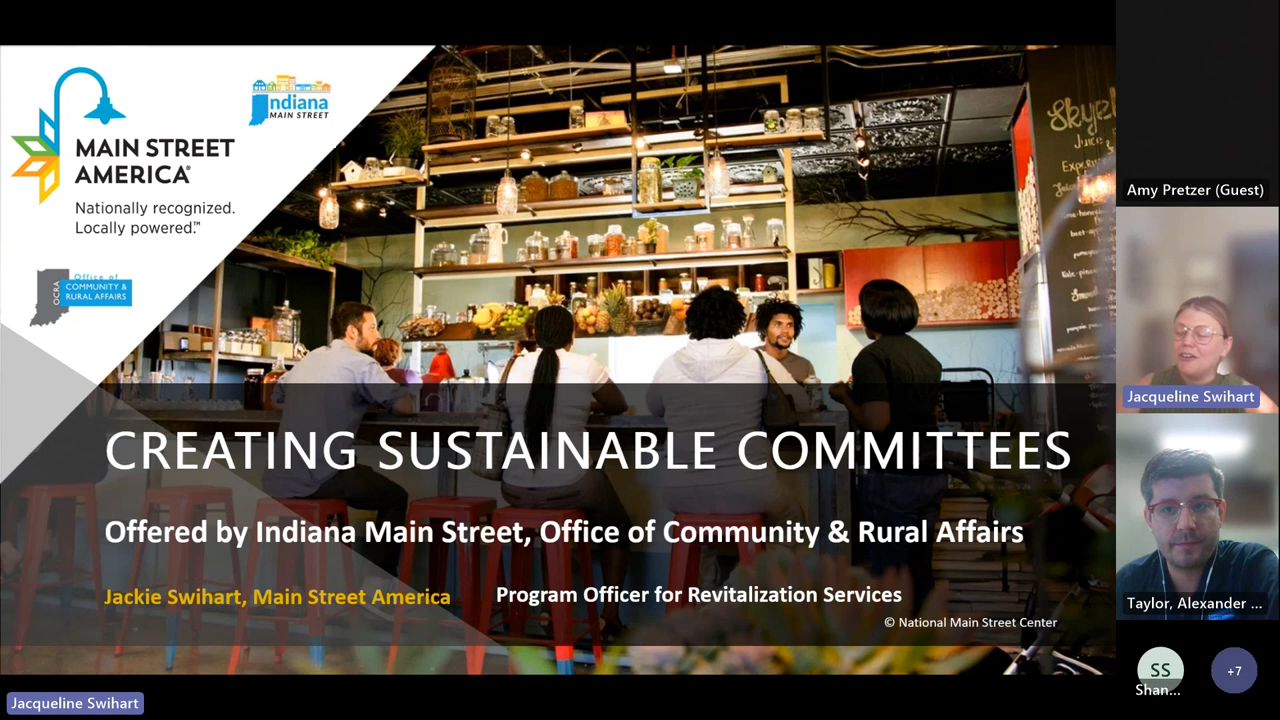 MAIN STREET
AMERICA®
Nationally recognized.
Locally powered.™
Indiana
MAIN STREET
OCRA
Office of
COMMUNITY &
RURAL AFFAIRS
CREATING SUSTAINABLE COMMITTEES
Offered by Indiana Main Street, Office of Community & Rural Affairs
Jackie Swihart, Main Street America
Program Officer for Revitalization Services
© National Main Street Center
Jacqueline Swihart
Amy Pretzer (Guest)
Jacqueline Swihart
Taylor, Alexander ...
SS
Shan...
+7